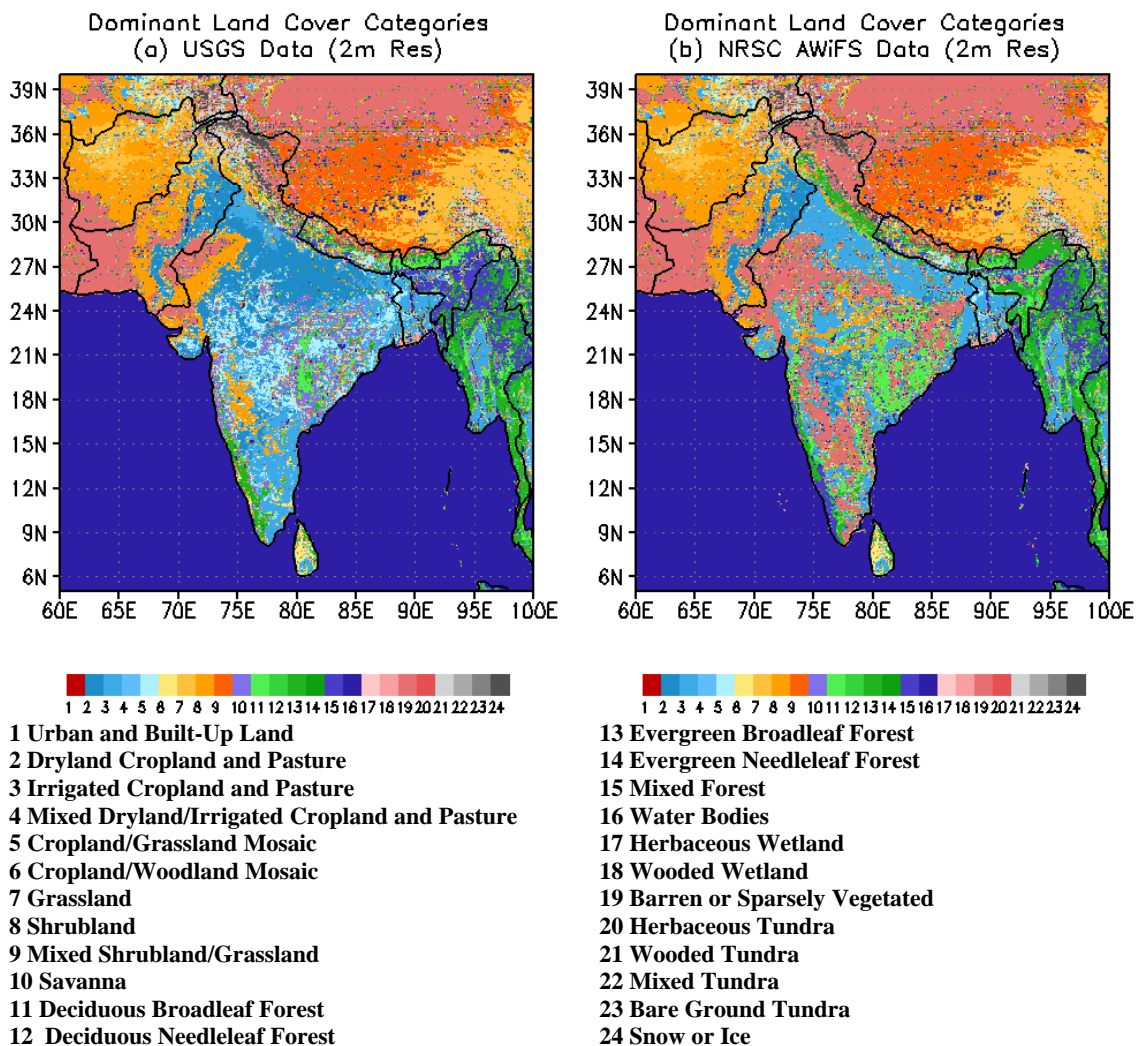 Dominant Land Cover Categories
(a) USGS Data (2m Res)
39N
36N
33N
30N
27N
24N
21N
18N
15N
12N
9N
6N
60E 65E 70E 75E 80E 85E 90E 95E 100E
1 2 3 4 5 6 7 8 9 10 11 12 13 14 15 16 17 18 19 20 21 22 23 24
Dominant Land Cover Categories
(b) NRSC AWiFS Data (2m Res)
39N
36N
33N
30N
27N
24N
21N
18N
15N
12N
9N
6N
60E 65E 70E 75E 80E 85E 90E 95E 100E
1 2 3 4 5 6 7 8 9 10 11 12 13 14 15 16 17 18 19 20 21 22 23 24
1 Urban and Built-Up Land
2 Dryland Cropland and Pasture
3 Irrigated Cropland and Pasture
4 Mixed Dryland/Irrigated Cropland and Pasture
5 Cropland/Grassland Mosaic
6 Cropland/Woodland Mosaic
7 Grassland
8 Shrubland
9 Mixed Shrubland/Grassland
10 Savanna
11 Deciduous Broadleaf Forest
12 Deciduous Needleleaf Forest
13 Evergreen Broadleaf Forest
14 Evergreen Needleleaf Forest
15 Mixed Forest
16 Water Bodies
17 Herbaceous Wetland
18 Wooded Wetland
19 Barren or Sparsely Vegetated
20 Herbaceous Tundra
21 Wooded Tundra
22 Mixed Tundra
23 Bare Ground Tundra
24 Snow or Ice